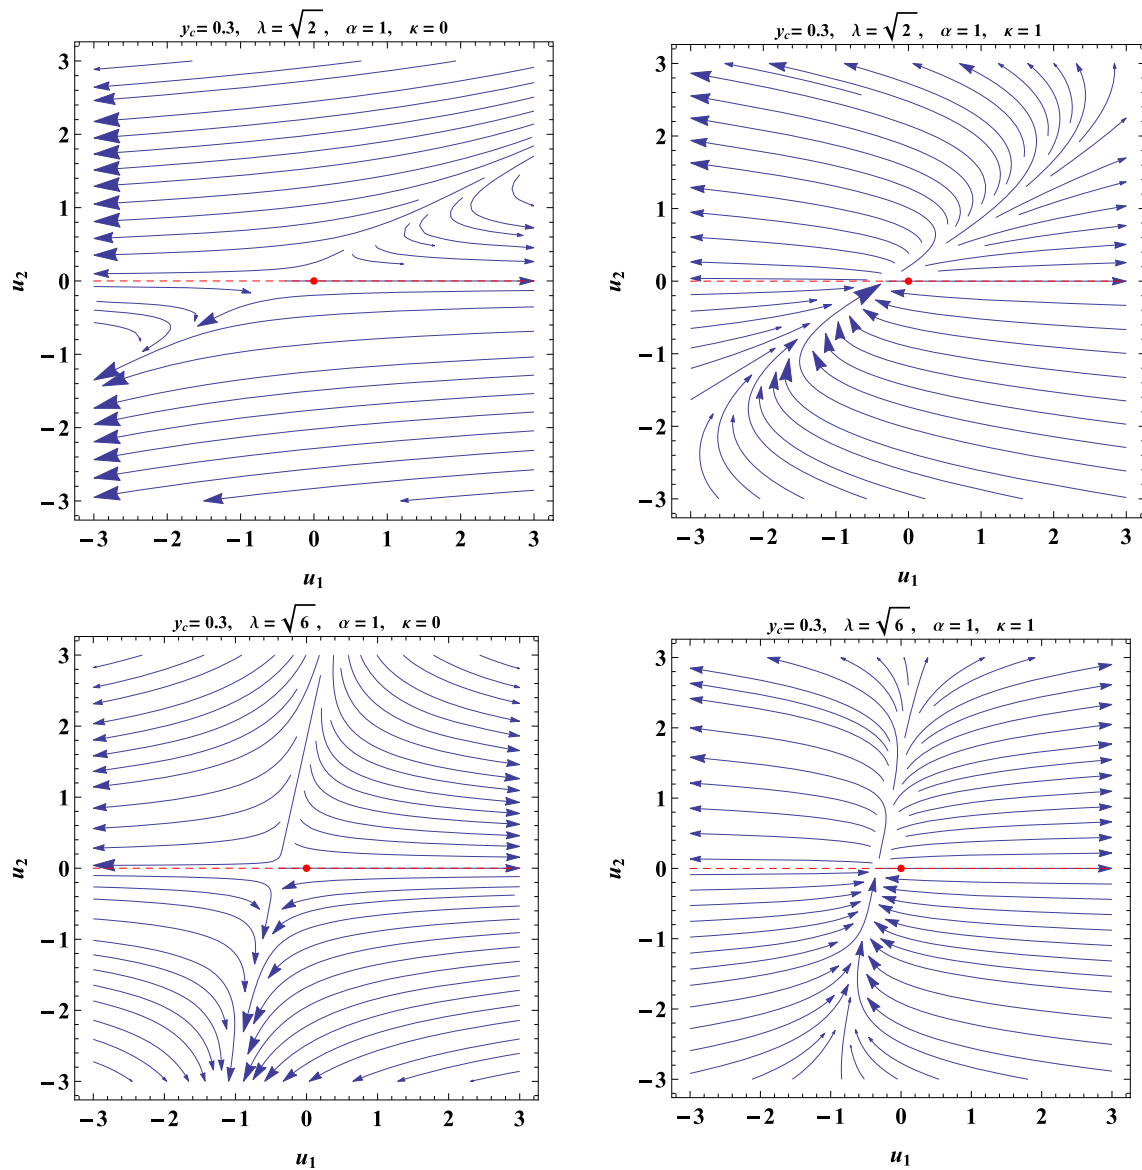 y_c = 0.3, λ = √2, α = 1, κ = 0
y_c = 0.3, λ = √2, α = 1, κ = 1
3
2
1
0
−1
−2
−3
u_2
−3 −2 −1 0 1 2 3
u_1
3
2
1
0
−1
−2
−3
u_2
−3 −2 −1 0 1 2 3
u_1
y_c = 0.3, λ = √6, α = 1, κ = 0
y_c = 0.3, λ = √6, α = 1, κ = 1
3
2
1
0
−1
−2
−3
u_2
−3 −2 −1 0 1 2 3
u_1
3
2
1
0
−1
−2
−3
u_2
−3 −2 −1 0 1 2 3
u_1